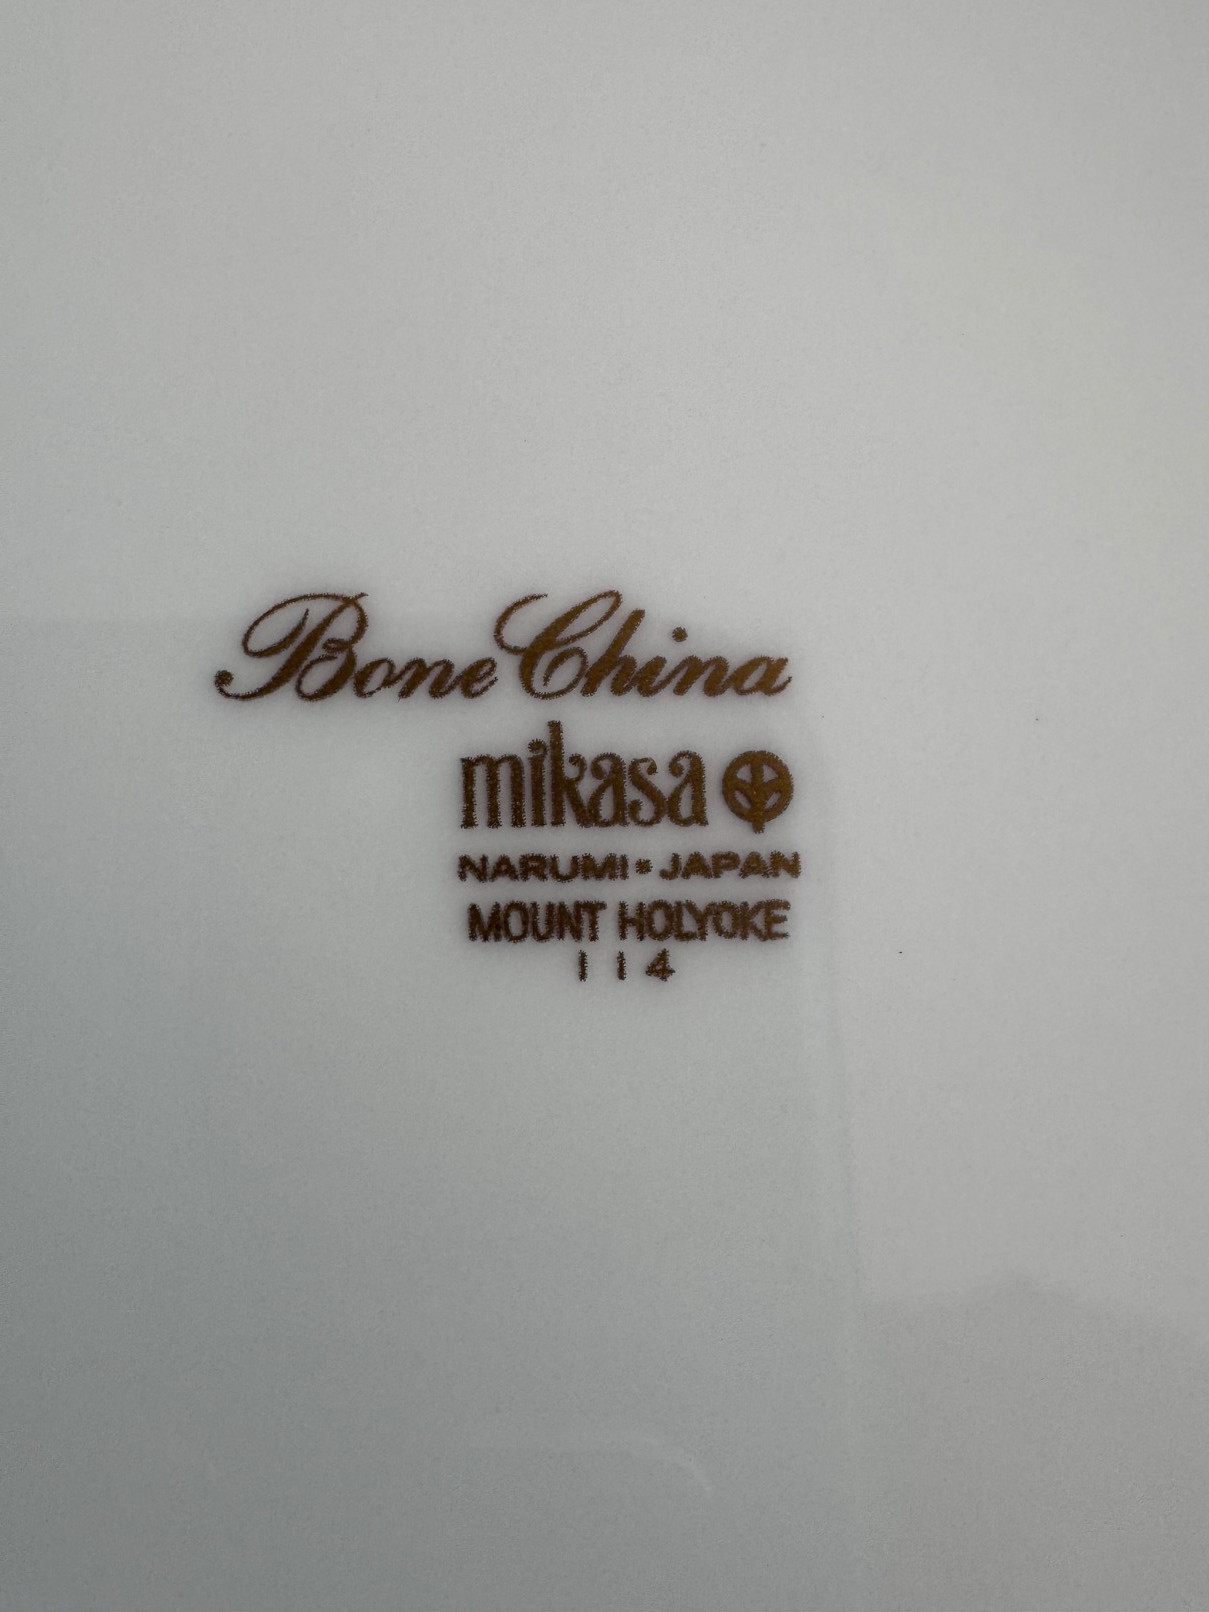 Bone China
mikasa
NARUMI • JAPAN
MOUNT HOLYOKE
114